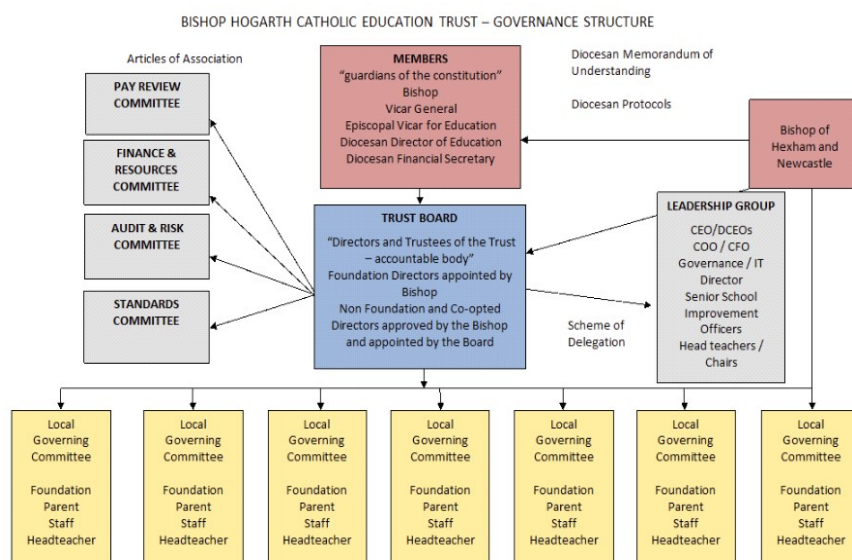 BISHOP HOGARTH CATHOLIC EDUCATION TRUST – GOVERNANCE STRUCTURE
Articles of Association
PAY REVIEW
COMMITTEE
FINANCE &
RESOURCES
COMMITTEE
AUDIT & RISK
COMMITTEE
STANDARDS
COMMITTEE
MEMBERS
"guardians of the constitution"
Bishop
Vicar General
Episcopal Vicar for Education
Diocesan Director of Education
Diocesan Financial Secretary
Diocesan Memorandum of
Understanding
Diocesan Protocols
Bishop of
Hexham and
Newcastle
TRUST BOARD
"Directors and Trustees of the Trust
– accountable body"
Foundation Directors appointed by
Bishop
Non Foundation and Co-opted
Directors approved by the Bishop
and appointed by the Board
Scheme of
Delegation
LEADERSHIP GROUP
CEO/DCEOs
COO / CFO
Governance / IT
Director
Senior School
Improvement
Officers
Head teachers /
Chairs
Local
Governing
Committee
Foundation
Parent
Staff
Headteacher
Local
Governing
Committee
Foundation
Parent
Staff
Headteacher
Local
Governing
Committee
Foundation
Parent
Staff
Headteacher
Local
Governing
Committee
Foundation
Parent
Staff
Headteacher
Local
Governing
Committee
Foundation
Parent
Staff
Headteacher
Local
Governing
Committee
Foundation
Parent
Staff
Headteacher
Local
Governing
Committee
Foundation
Parent
Staff
Headteacher